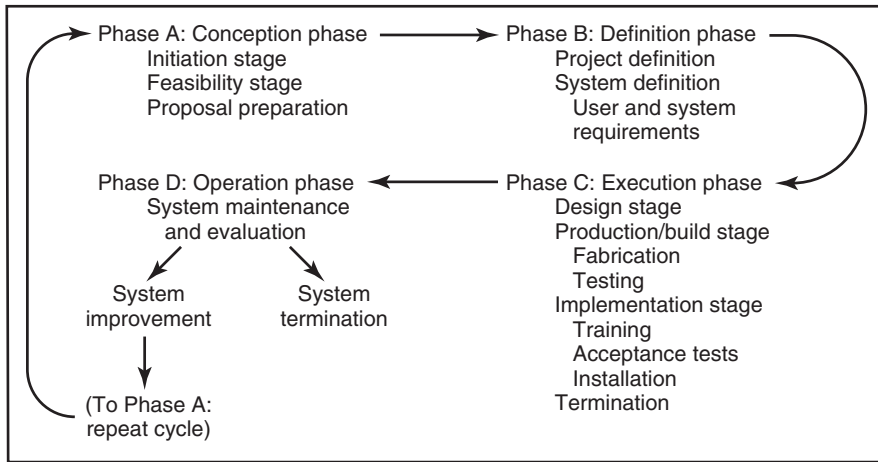 Phase A: Conception phase
Initiation stage
Feasibility stage
Proposal preparation
Phase B: Definition phase
Project definition
System definition
User and system
requirements
Phase C: Execution phase
Design stage
Production/build stage
Fabrication
Testing
Implementation stage
Training
Acceptance tests
Installation
Termination
Phase D: Operation phase
System maintenance
and evaluation
System
improvement
System
termination
(To Phase A:
repeat cycle)